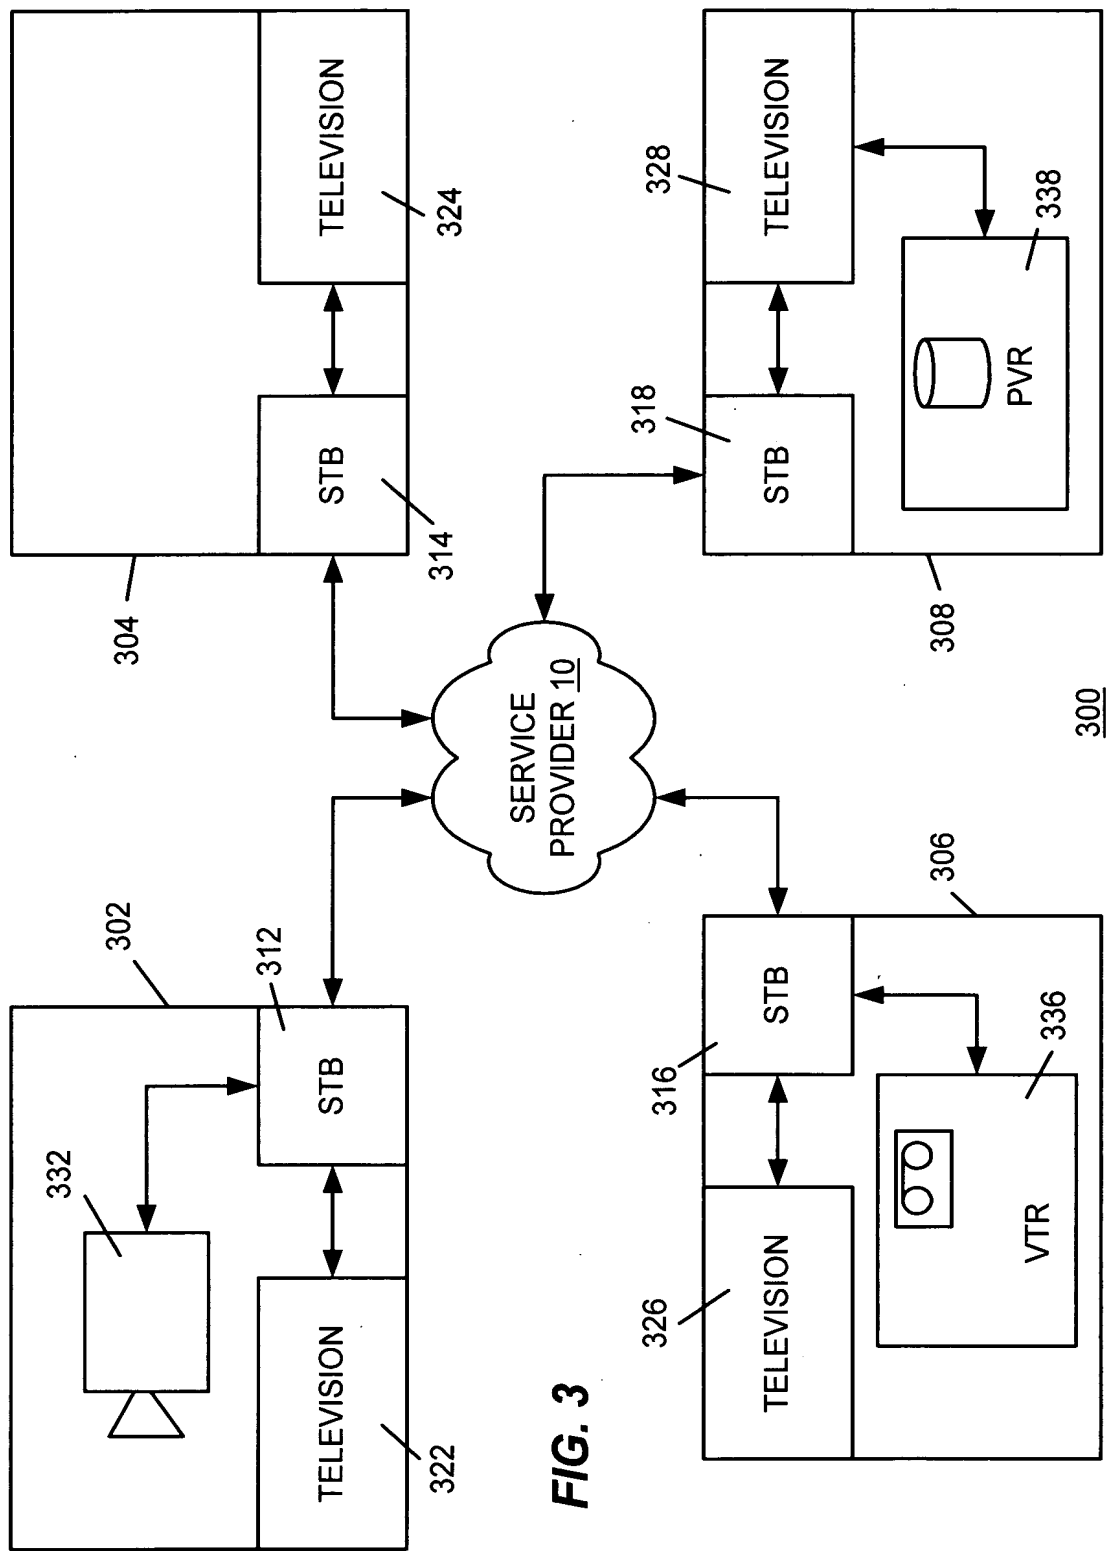 302
332
312
TELEVISION
STB
322
304
STB
TELEVISION
314
324
SERVICE
PROVIDER 10
FIG. 3
326
316
TELEVISION
STB
306
VTR
336
318
328
STB
TELEVISION
308
PVR
338
300